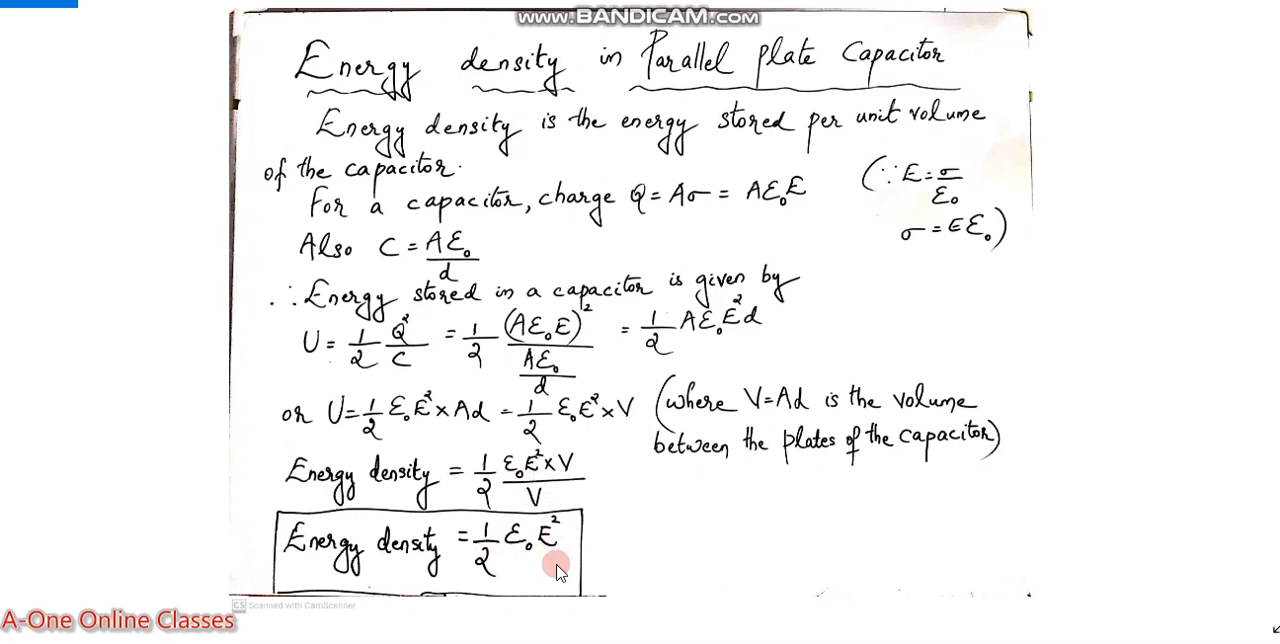 www.BANDICAM.com
Energy density in Parallel plate Capacitor
Energy density is the energy stored per unit volume
of the capacitor.
For a capacitor, charge Q = Aσ = Aε₀E (∵ E = σ/ε₀
σ = Eε₀)
Also C = Aε₀/d
∴ Energy stored in a capacitor is given by
U = 1/2 Q²/C = 1/2 (Aε₀E)²/(Aε₀/d) = 1/2 Aε₀E²d
or U = 1/2 ε₀E² × Ad = 1/2 ε₀E² × V (where V = Ad is the volume
between the plates of the capacitor)
Energy density = 1/2 ε₀E² × V/V
Energy density = 1/2 ε₀E²
CS Scanned with CamScanner
A-One Online Classes